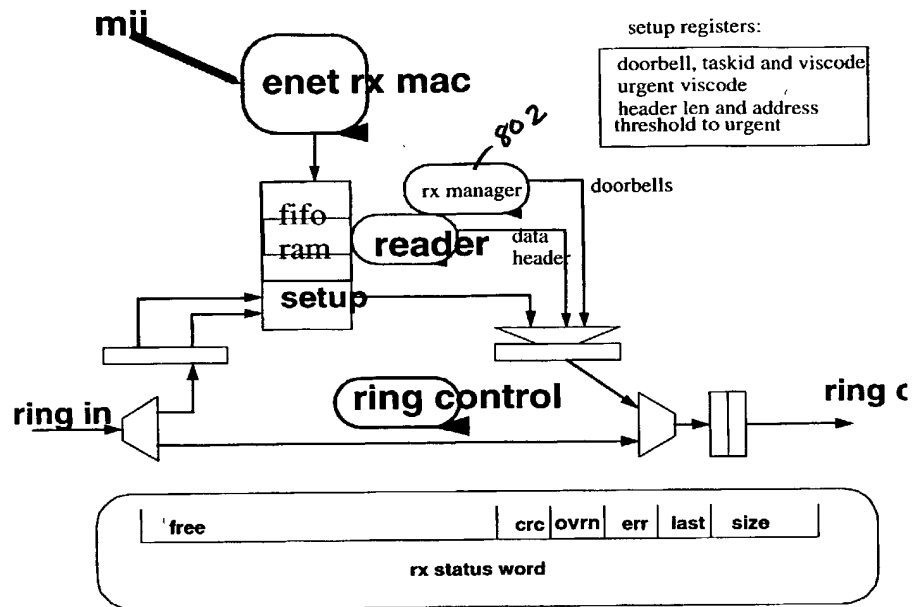 mii
setup registers:
doorbell, taskid and viscode
urgent viscode
header len and address
threshold to urgent
enet rx mac
802
rx manager
doorbells
fifo
ram
reader
data
header
setup
ring control
ring in
ring
free
crc
ovrn
err
last
size
rx status word